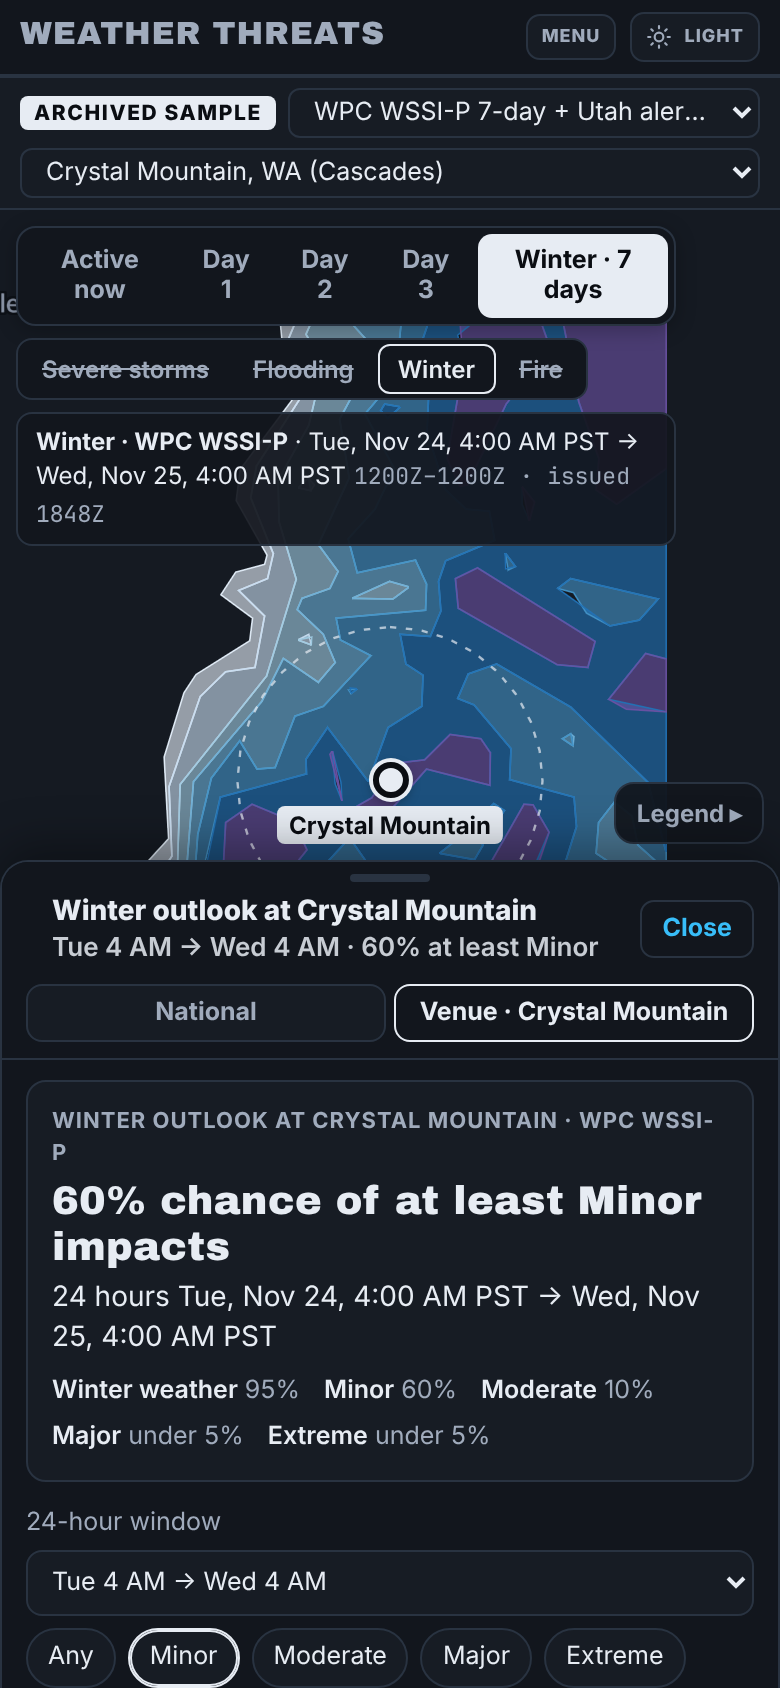 WEATHER THREATS
MENU
LIGHT
ARCHIVED SAMPLE
WPC WSSI-P 7-day + Utah aler...
Crystal Mountain, WA (Cascades)
le
Active now
Day 1
Day 2
Day 3
Winter · 7 days
Severe storms
Flooding
Winter
Fire
Winter · WPC WSSI-P · Tue, Nov 24, 4:00 AM PST →
Wed, Nov 25, 4:00 AM PST 1200Z–1200Z · issued
1848Z
Crystal Mountain
Legend ▸
Winter outlook at Crystal Mountain
Tue 4 AM → Wed 4 AM · 60% at least Minor
Close
National
Venue · Crystal Mountain
WINTER OUTLOOK AT CRYSTAL MOUNTAIN · WPC WSSI-
P
60% chance of at least Minor
impacts
24 hours Tue, Nov 24, 4:00 AM PST → Wed, Nov
25, 4:00 AM PST
Winter weather 95% Minor 60% Moderate 10%
Major under 5% Extreme under 5%
24-hour window
Tue 4 AM → Wed 4 AM
Any
Minor
Moderate
Major
Extreme